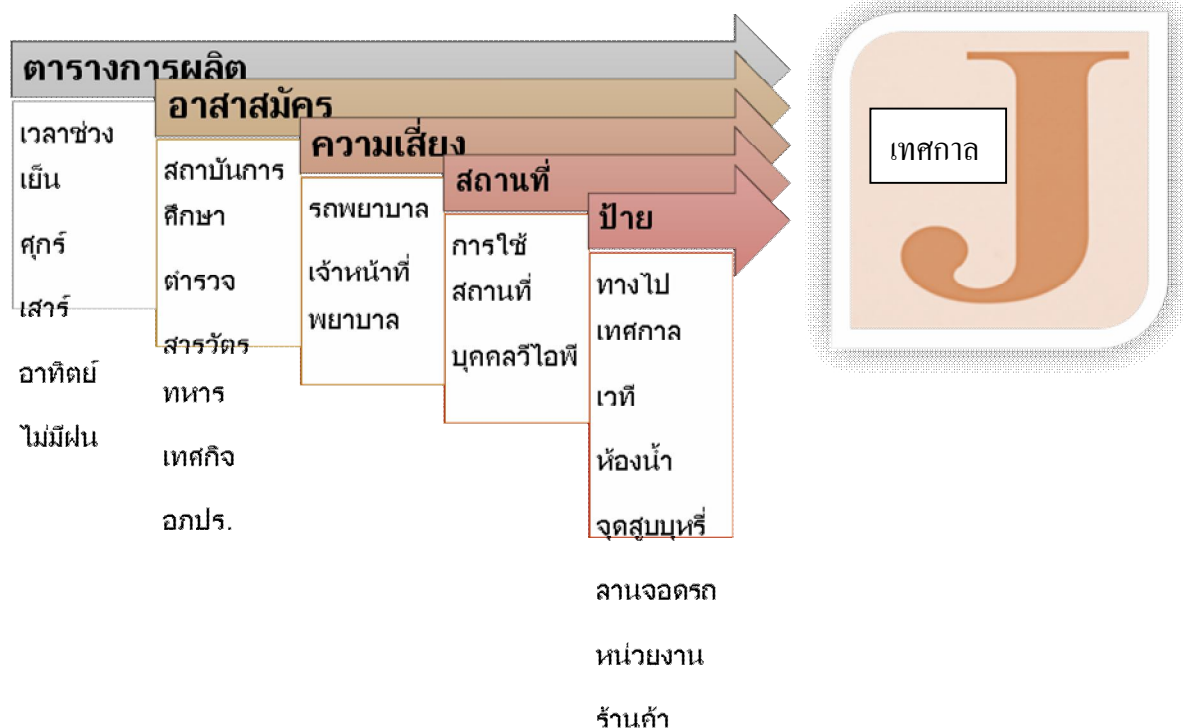 ตารางการผลิต
เวลาช่วง
เย็น
ศุกร์
เสาร์
อาทิตย์
ไม่มีฝน
อาสาสมัคร
สถาบันการ
ศึกษา
ตำรวจ
สารวัตร
ทหาร
เทศกิจ
อภปร.
ความเสี่ยง
รถพยาบาล
เจ้าหน้าที่
พยาบาล
สถานที่
การใช้
สถานที่
บุคคลวีไอพี
ป้าย
ทางไป
เทศกาล
เวที
ห้องน้ำ
จุดสูบบุหรี่
ลานจอดรถ
หน่วยงาน
ร้านค้า
J
เทศกาล